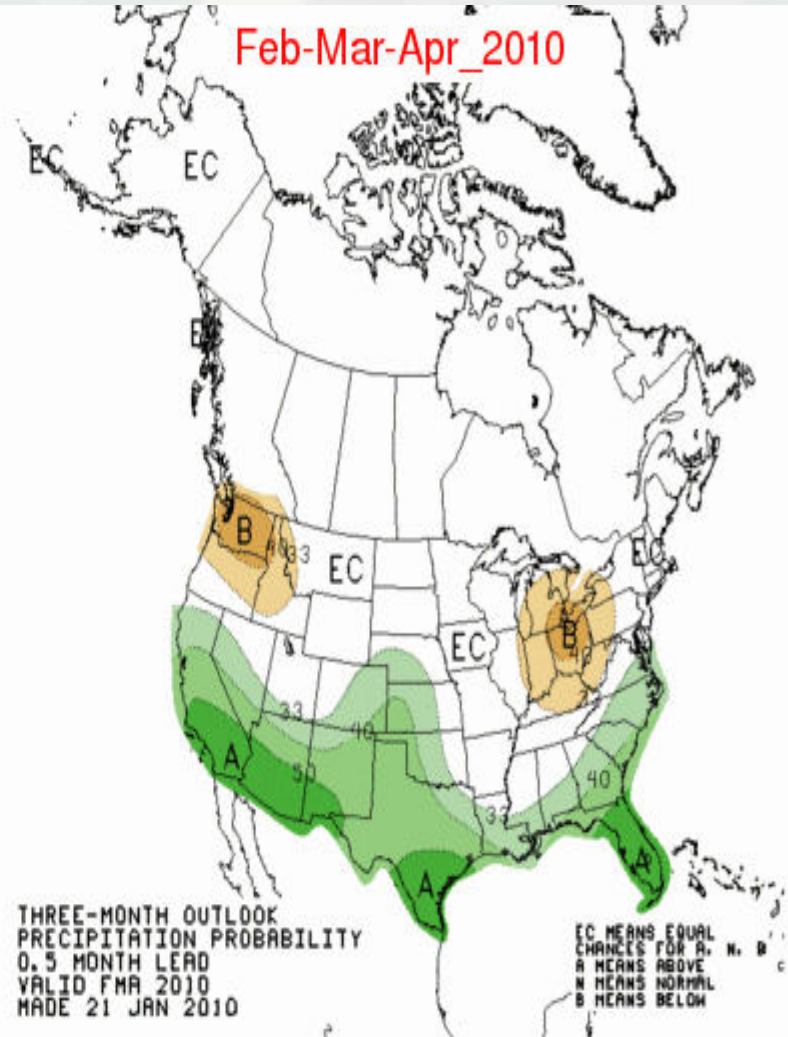 Feb-Mar-Apr_2010
EC
EC
E
B
40
33
EC
EC
B
40
EC
33
40
A
50
40
33
A
A
THREE-MONTH OUTLOOK
PRECIPITATION PROBABILITY
0.5 MONTH LEAD
VALID FMA 2010
MADE 21 JAN 2010
EC MEANS EQUAL
CHANCES FOR A, N, B
A MEANS ABOVE
N MEANS NORMAL
B MEANS BELOW